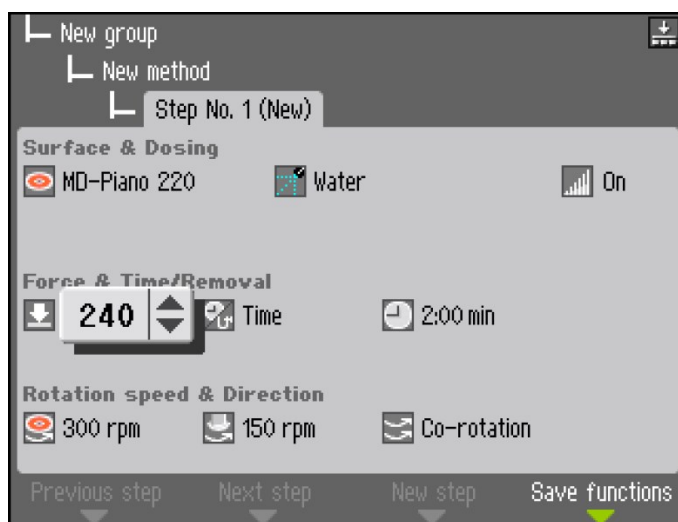 New group
New method
Step No. 1 (New)
Surface & Dosing
MD-Piano 220 Water On
Force & Time/Removal
240 Time 2:00 min
Rotation speed & Direction
300 rpm 150 rpm Co-rotation
Previous step Next step New step Save functions